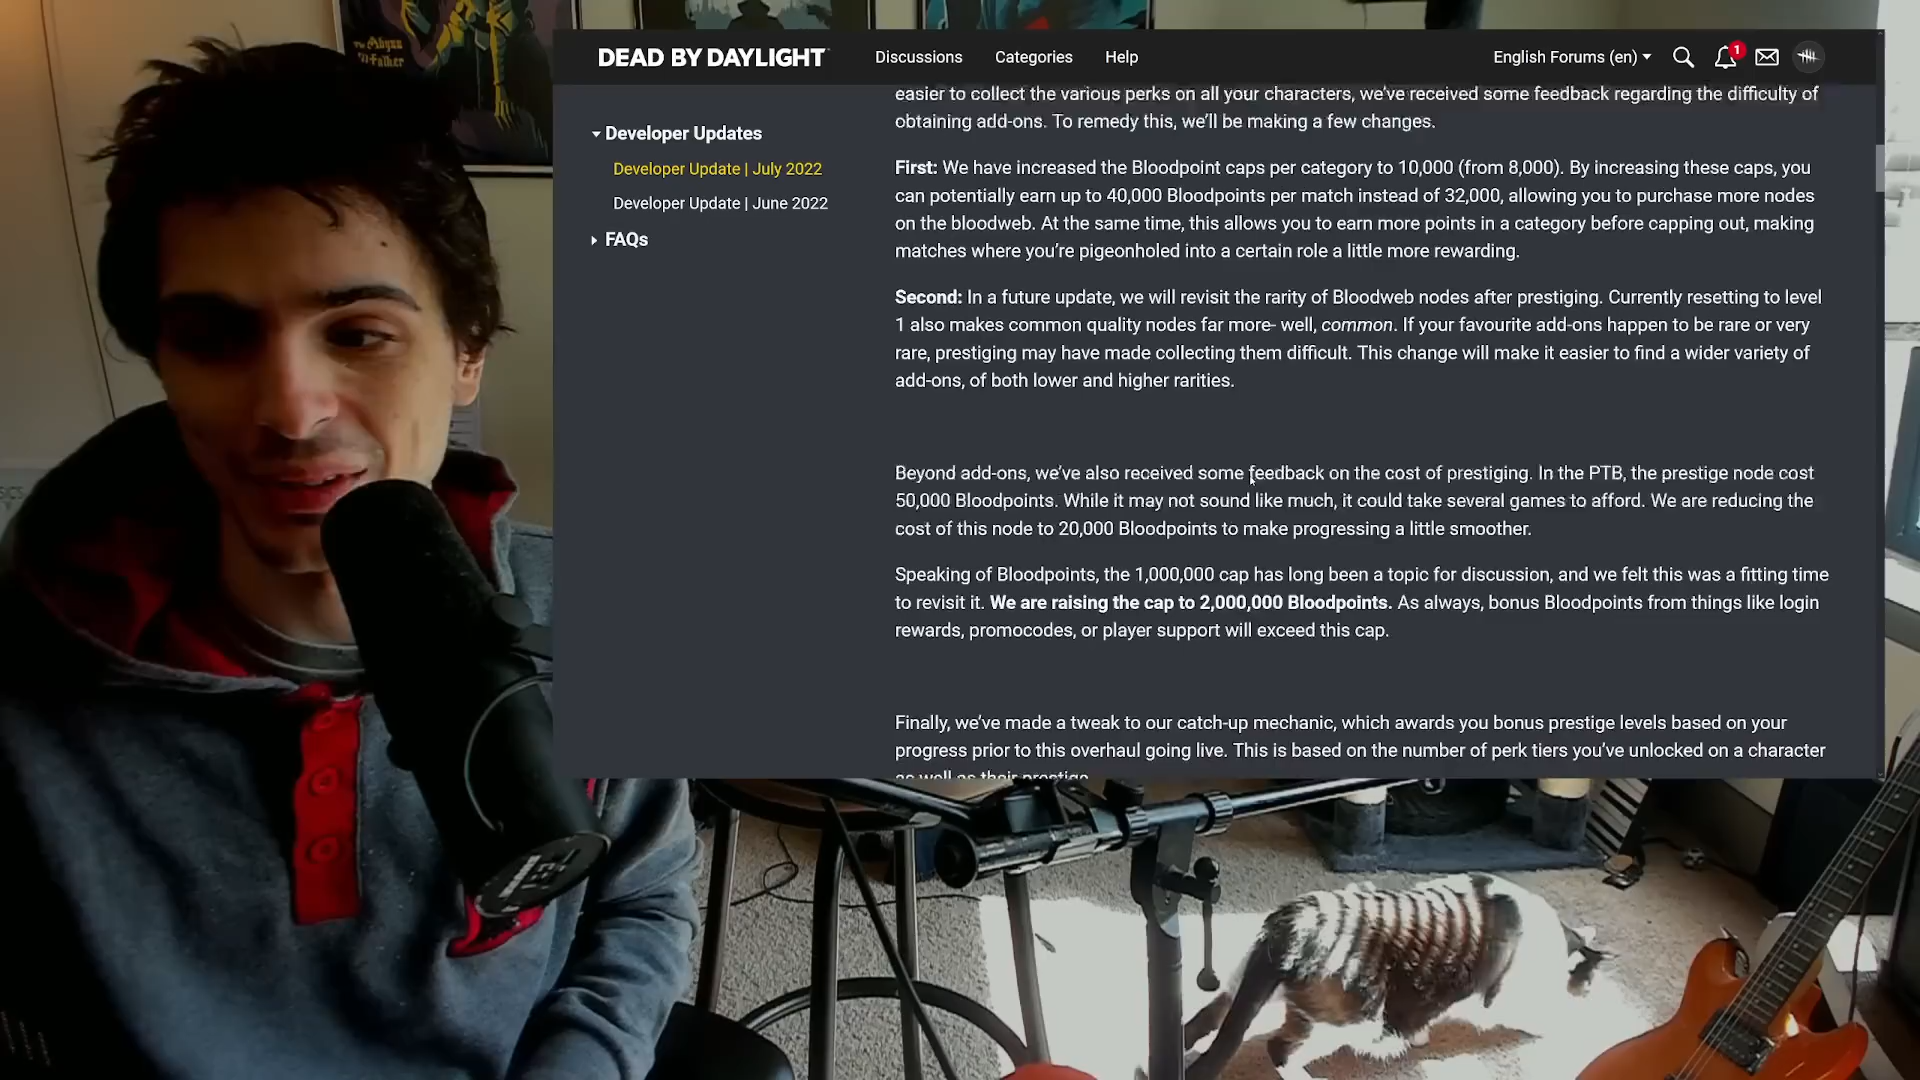 The Abyss
Father
DEAD BY DAYLIGHT
Discussions
Categories
Help
English Forums (en)
1
Developer Updates
Developer Update | July 2022
Developer Update | June 2022
FAQs
easier to collect the various perks on all your characters, we've received some feedback regarding the difficulty of
obtaining add-ons. To remedy this, we'll be making a few changes.
First: We have increased the Bloodpoint caps per category to 10,000 (from 8,000). By increasing these caps, you
can potentially earn up to 40,000 Bloodpoints per match instead of 32,000, allowing you to purchase more nodes
on the bloodweb. At the same time, this allows you to earn more points in a category before capping out, making
matches where you're pigeonholed into a certain role a little more rewarding.
Second: In a future update, we will revisit the rarity of Bloodweb nodes after prestiging. Currently resetting to level
1 also makes common quality nodes far more- well, common. If your favourite add-ons happen to be rare or very
rare, prestiging may have made collecting them difficult. This change will make it easier to find a wider variety of
add-ons, of both lower and higher rarities.
Beyond add-ons, we've also received some feedback on the cost of prestiging. In the PTB, the prestige node cost
50,000 Bloodpoints. While it may not sound like much, it could take several games to afford. We are reducing the
cost of this node to 20,000 Bloodpoints to make progressing a little smoother.
Speaking of Bloodpoints, the 1,000,000 cap has long been a topic for discussion, and we felt this was a fitting time
to revisit it. We are raising the cap to 2,000,000 Bloodpoints. As always, bonus Bloodpoints from things like login
rewards, promocodes, or player support will exceed this cap.
Finally, we've made a tweak to our catch-up mechanic, which awards you bonus prestige levels based on your
progress prior to this overhaul going live. This is based on the number of perk tiers you've unlocked on a character
as well as their prestige.